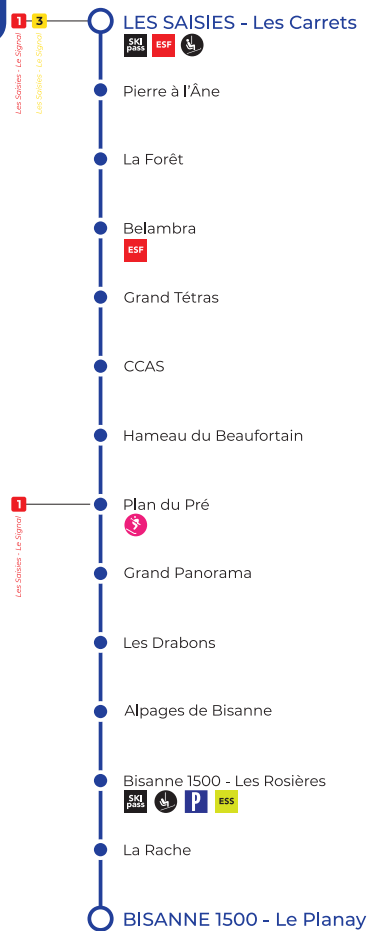 1 3 LES SAISIES - Les Carrets
SKI pass ESF
Les Saisies - Le Signal
Les Saisies - Le Signal
Pierre à l'Âne
La Forêt
Belambra
ESF
Grand Tétras
CCAS
Hameau du Beaufortain
1 Plan du Pré
Les Saisies - Le Signal
Grand Panorama
Les Drabons
Alpages de Bisanne
Bisanne 1500 - Les Rosières
SKI pass P ESS
La Rache
BISANNE 1500 - Le Planay